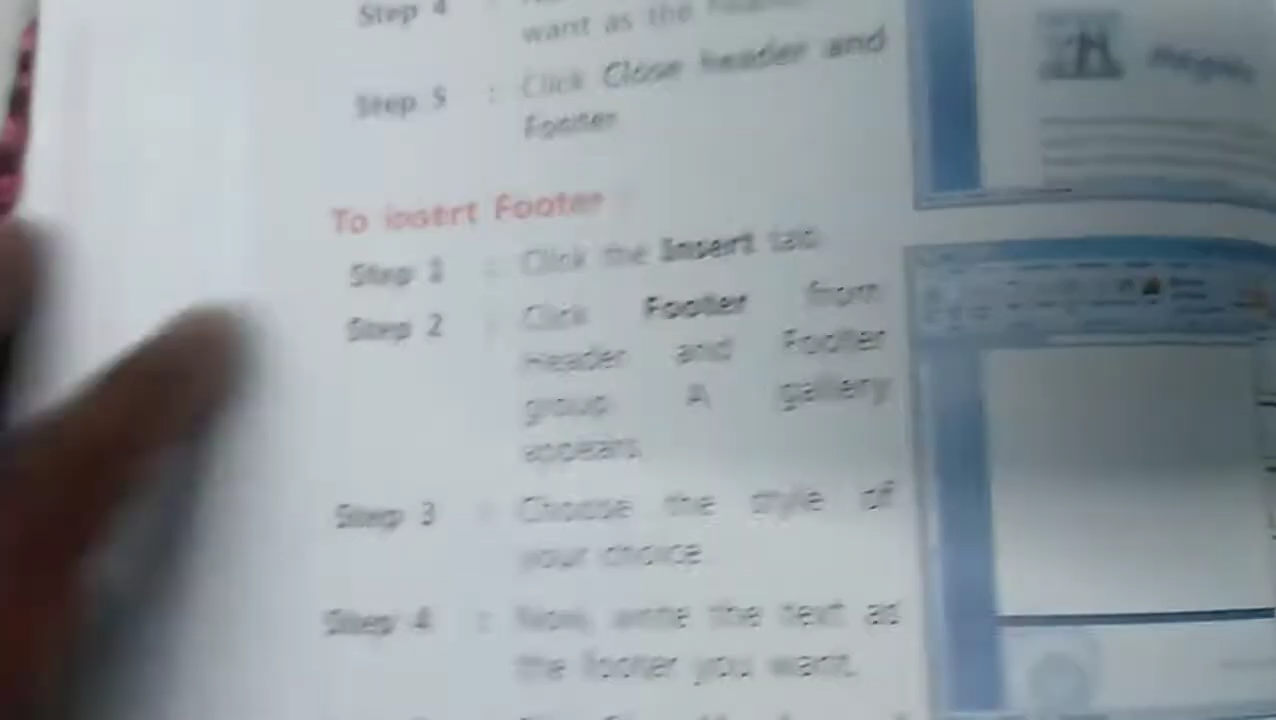 Step 4 :
want as the header
Step 5 : Click Close header and
Footer
To insert Footer :
Step 1 : Click the Insert tab
Step 2 : Click Footer from
Header and Footer
group. A gallery
appears.
Step 3 : Choose the style of
your choice
Step 4 : Now, write the text as
the footer you want.